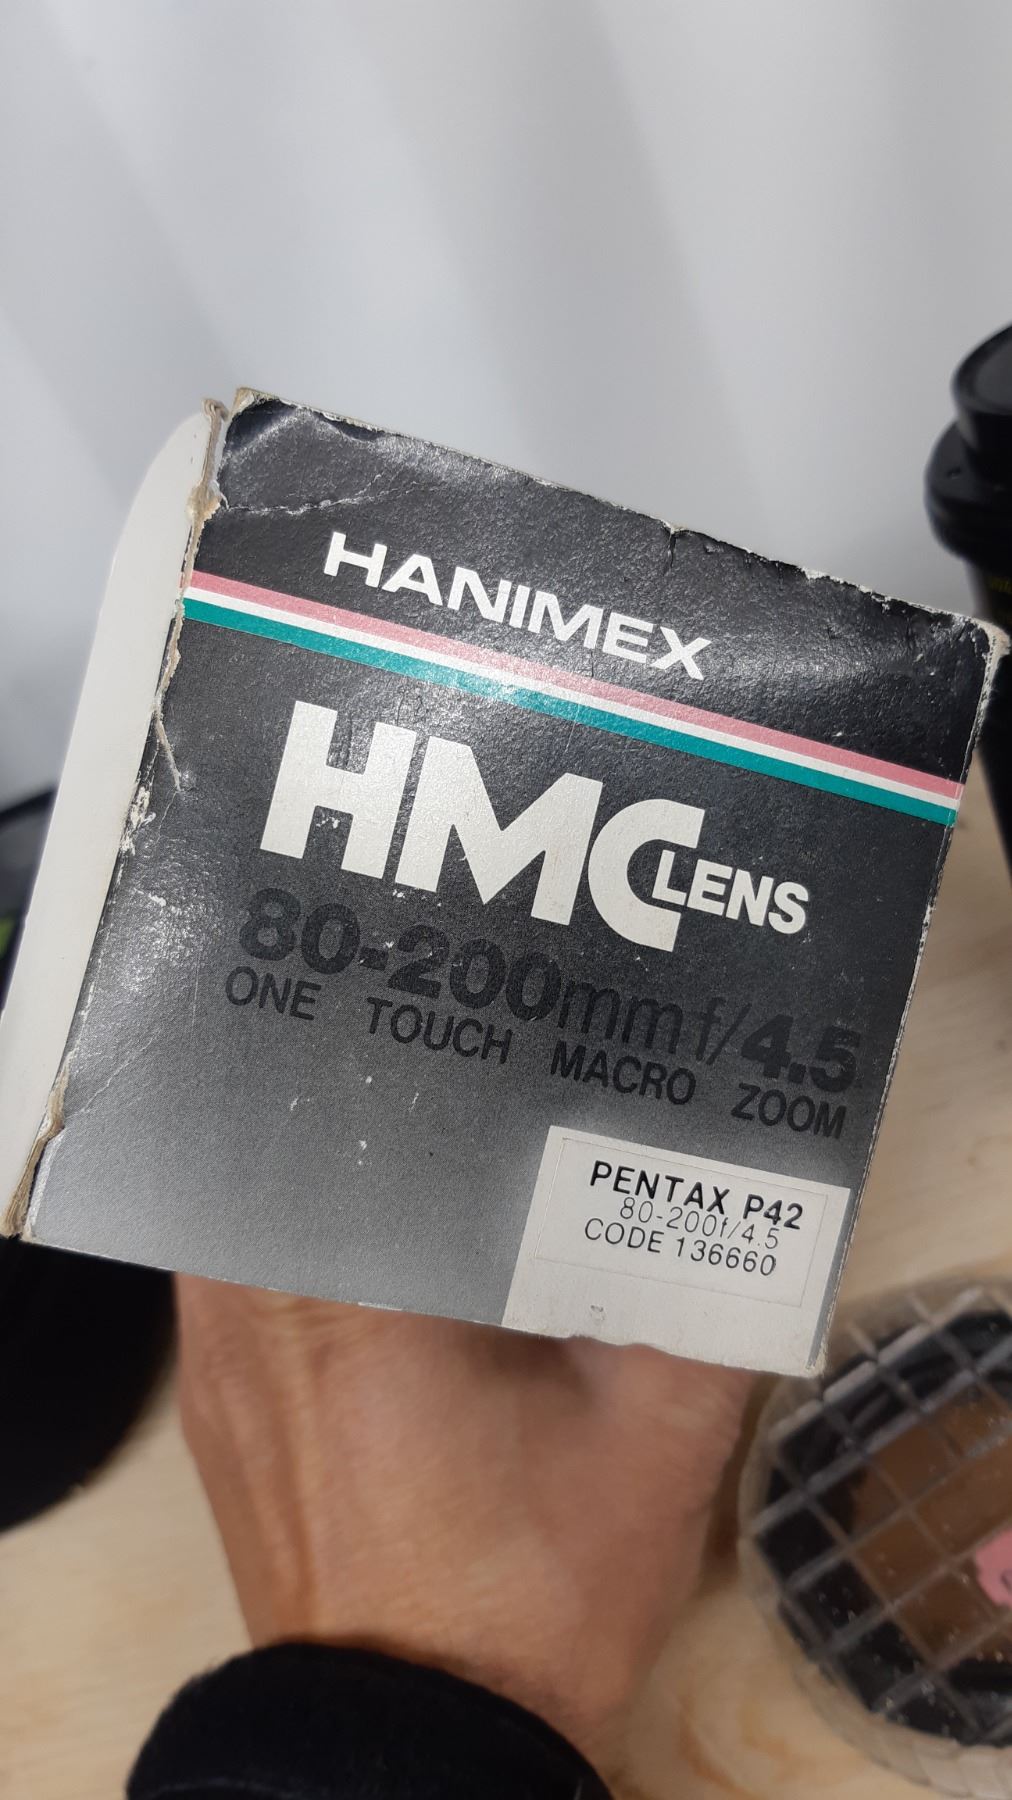 HANIMEX
HMC LENS
80-200mm f/4.5
ONE TOUCH MACRO ZOOM
PENTAX P42
80-200f/4.5
CODE 136660